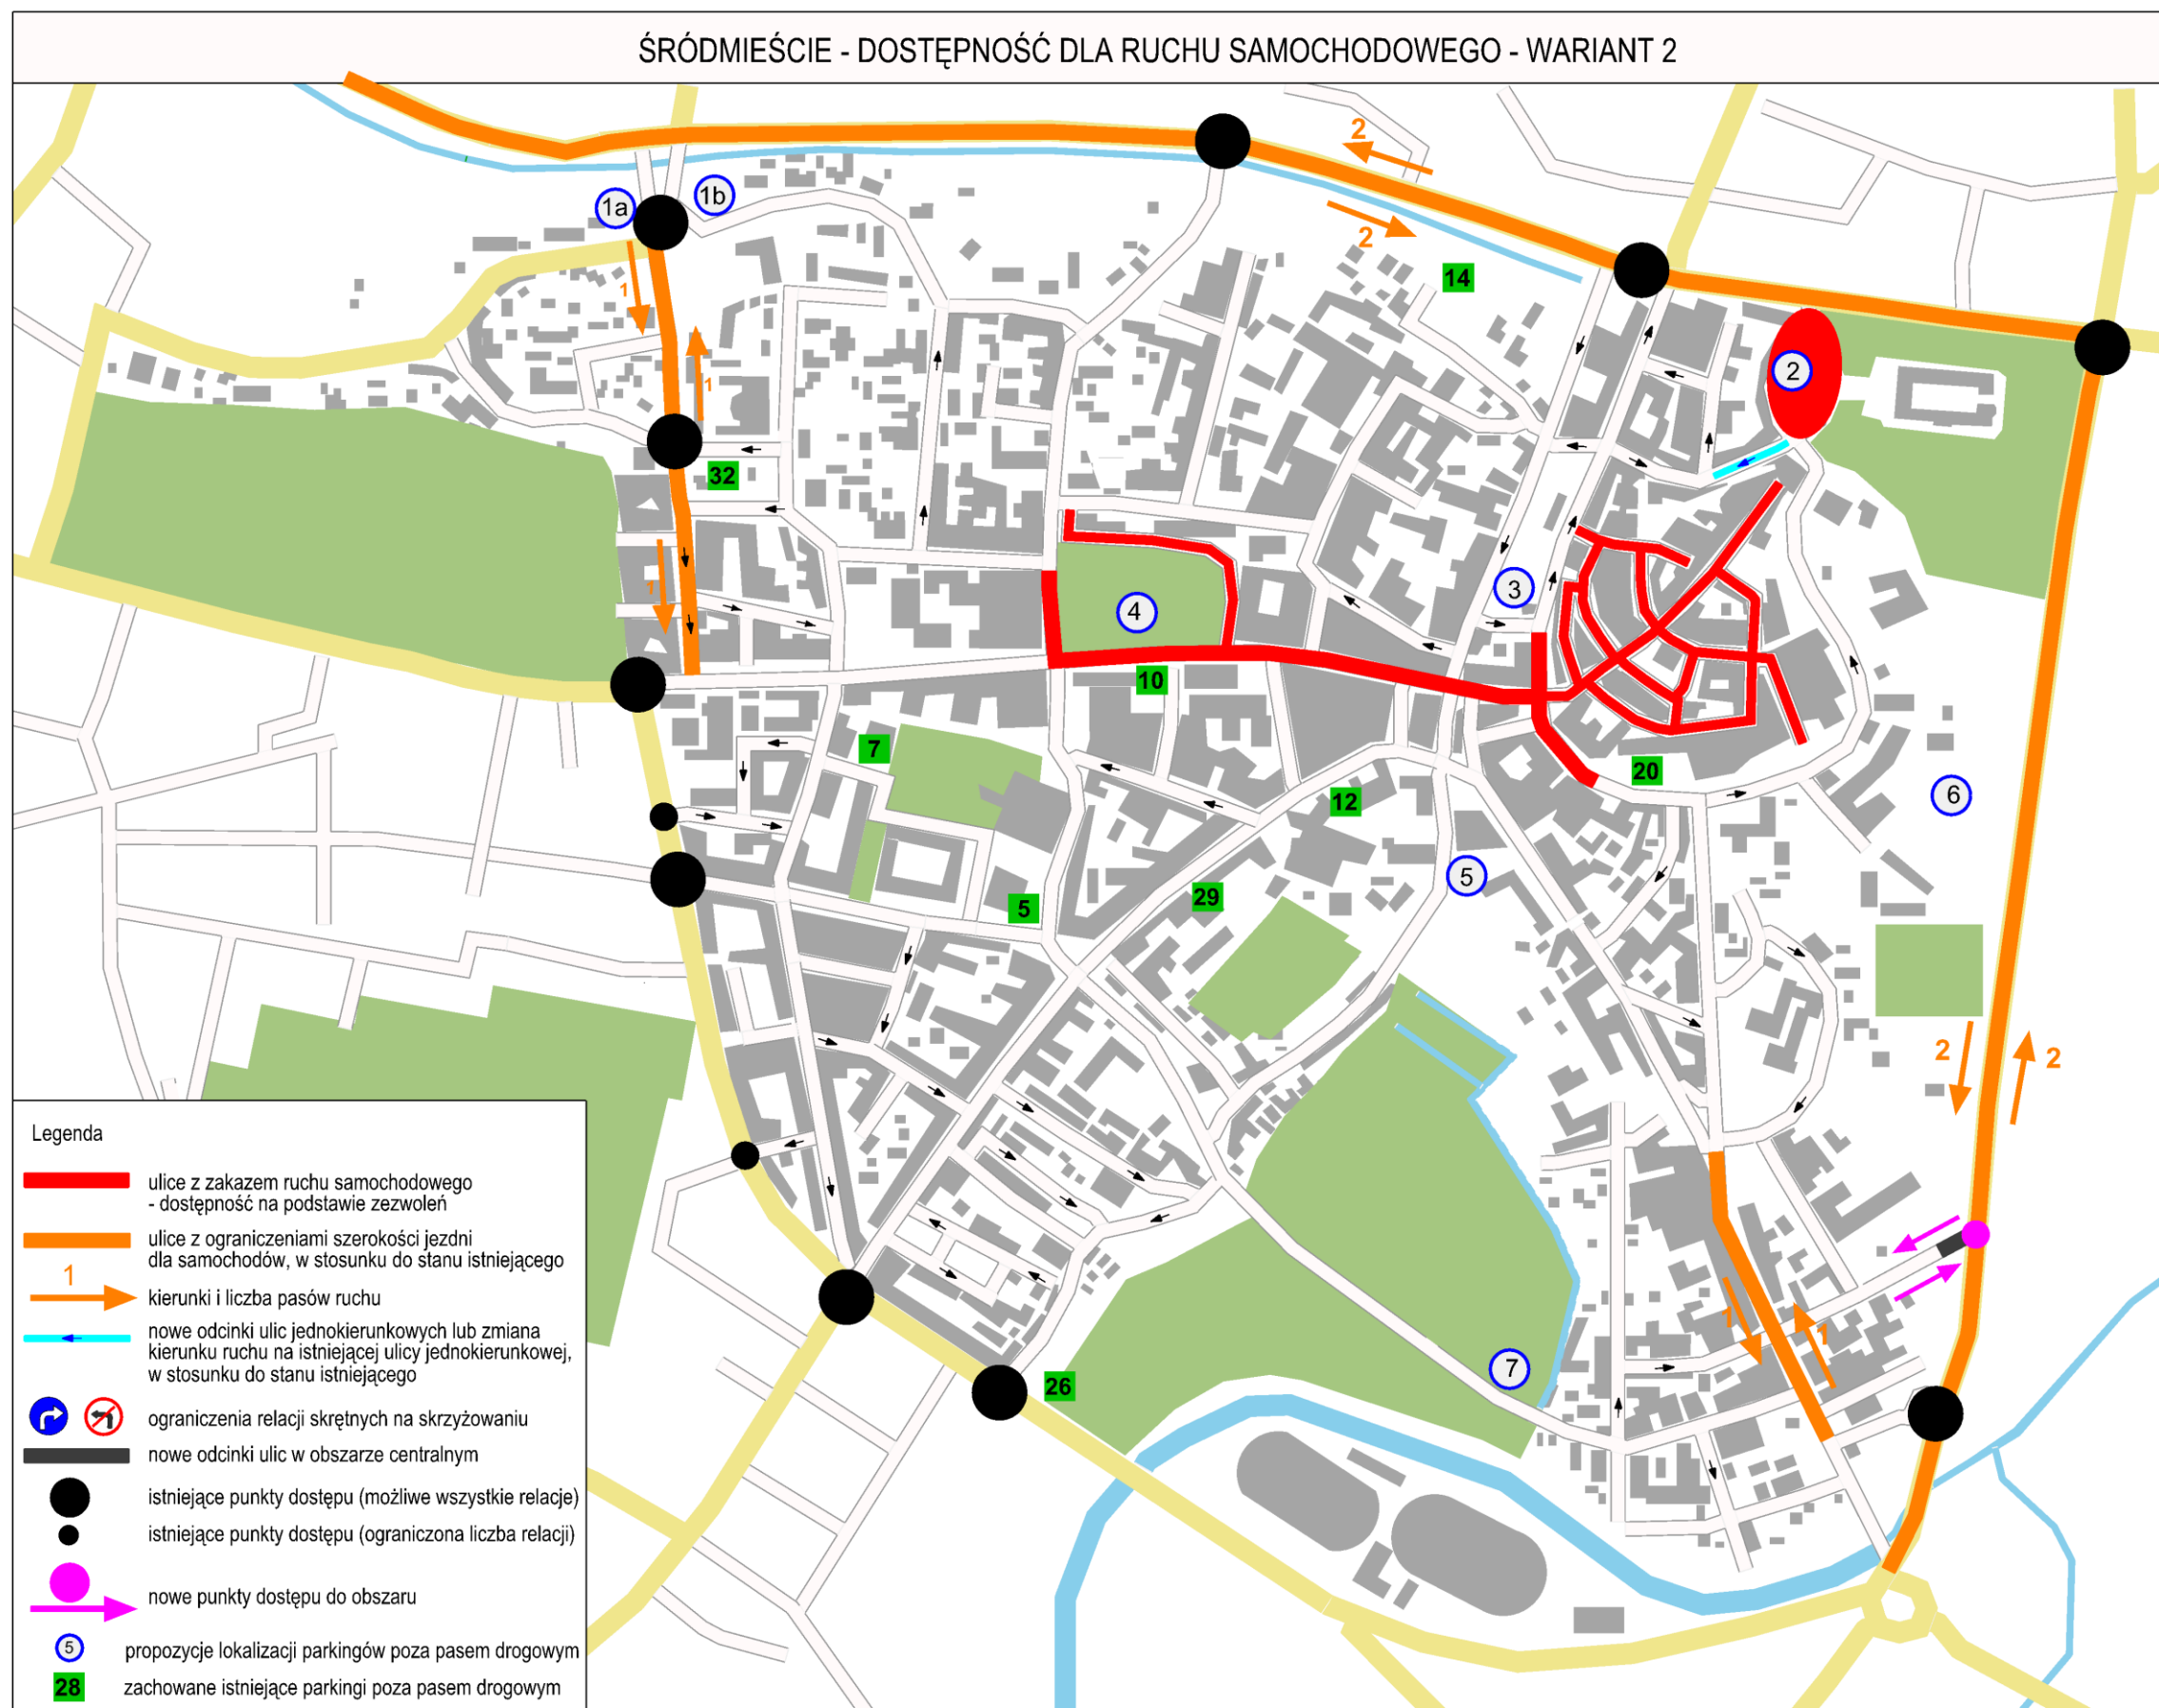 ŚRÓDMIEŚCIE - DOSTĘPNOŚĆ DLA RUCHU SAMOCHODOWEGO - WARIANT 2
2
1a
1b
2
14
1
1
2
32
1
3
4
10
7
20
12
6
5
29
5
2
2
1
1
7
26
Legenda
ulice z zakazem ruchu samochodowego
- dostępność na podstawie zezwoleń
ulice z ograniczeniami szerokości jezdni
dla samochodów, w stosunku do stanu istniejącego
1
kierunki i liczba pasów ruchu
nowe odcinki ulic jednokierunkowych lub zmiana
kierunku ruchu na istniejącej ulicy jednokierunkowej,
w stosunku do stanu istniejącego
ograniczenia relacji skrętnych na skrzyżowaniu
nowe odcinki ulic w obszarze centralnym
istniejące punkty dostępu (możliwe wszystkie relacje)
istniejące punkty dostępu (ograniczona liczba relacji)
nowe punkty dostępu do obszaru
5
propozycje lokalizacji parkingów poza pasem drogowym
28
zachowane istniejące parkingi poza pasem drogowym